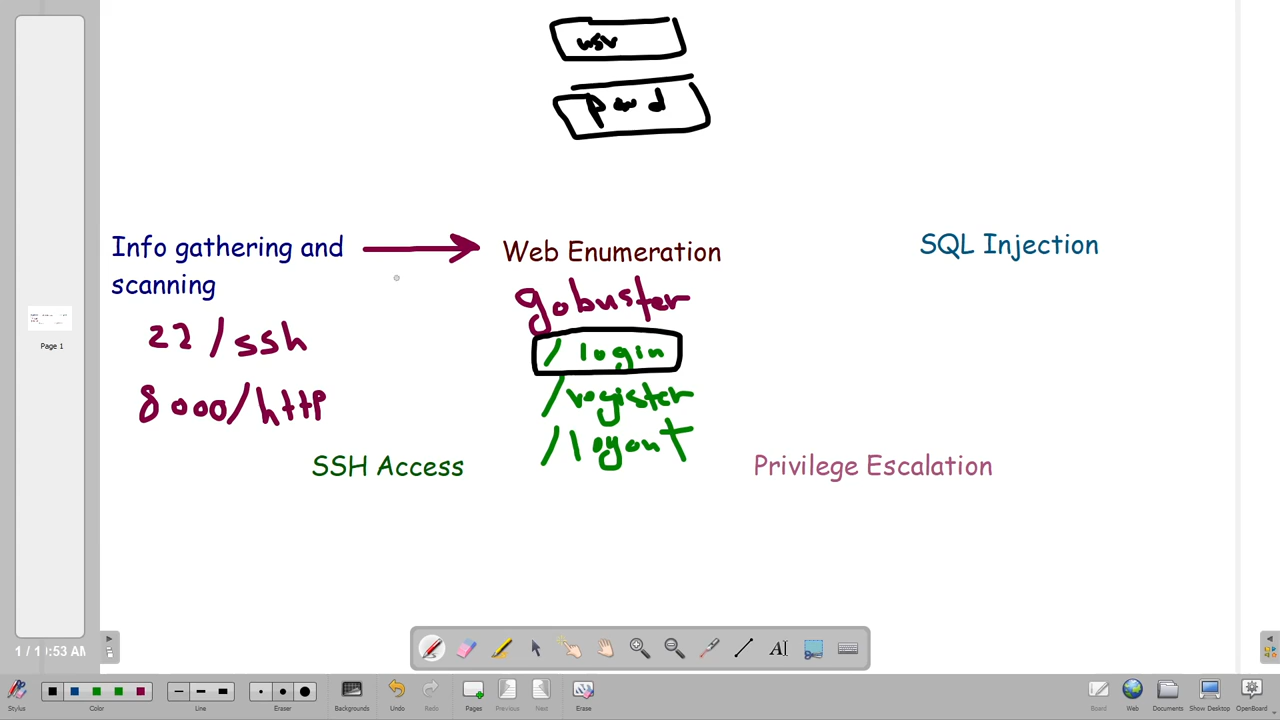 usr
pwd
Info gathering and
scanning
Web Enumeration
SQL Injection
gobuster
22/ssh
/login
8000/http
/register
/logout
SSH Access
Privilege Escalation
Page 1
Stylus
Color
Line
Eraser
Backgrounds
Undo
Redo
Pages
Previous
Next
Erase
Board
Web
Documents
Show Desktop
OpenBoard